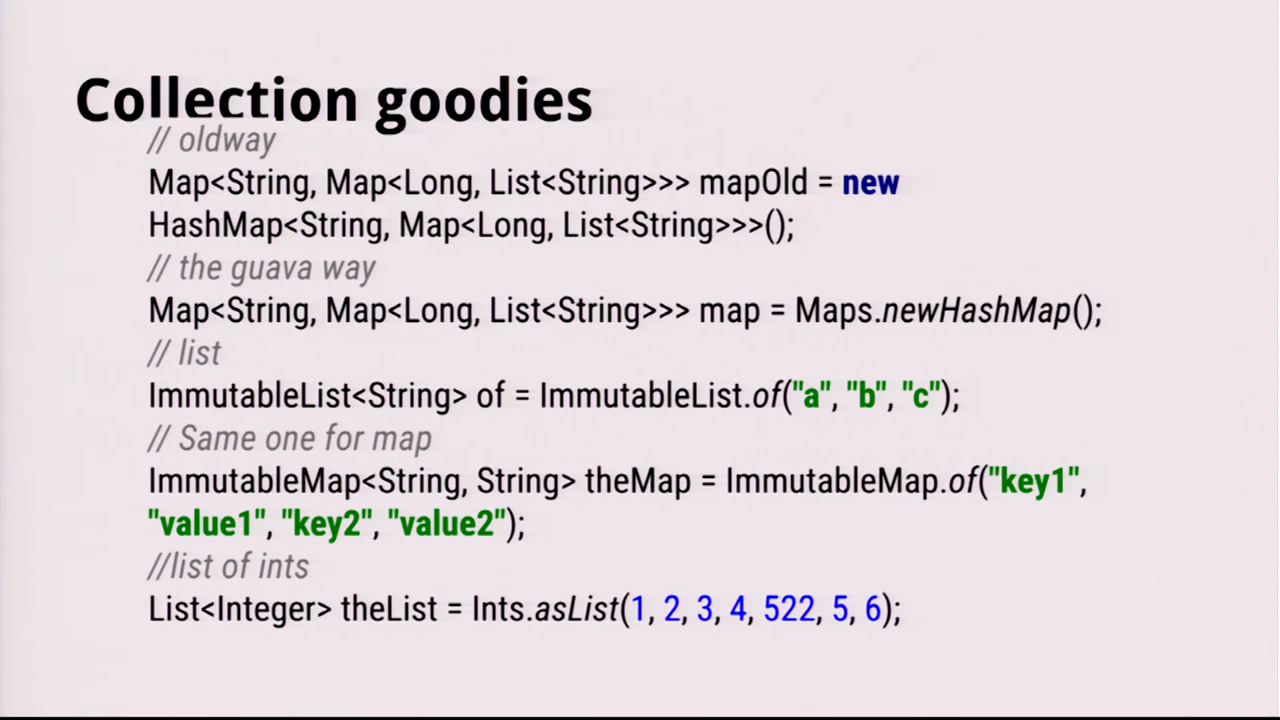 Collection goodies
// oldway
Map<String, Map<Long, List<String>>> mapOld = new
HashMap<String, Map<Long, List<String>>>();
// the guava way
Map<String, Map<Long, List<String>>> map = Maps.newHashMap();
// list
ImmutableList<String> of = ImmutableList.of("a", "b", "c");
// Same one for map
ImmutableMap<String, String> theMap = ImmutableMap.of("key1",
"value1", "key2", "value2");
//list of ints
List<Integer> theList = Ints.asList(1, 2, 3, 4, 522, 5, 6);